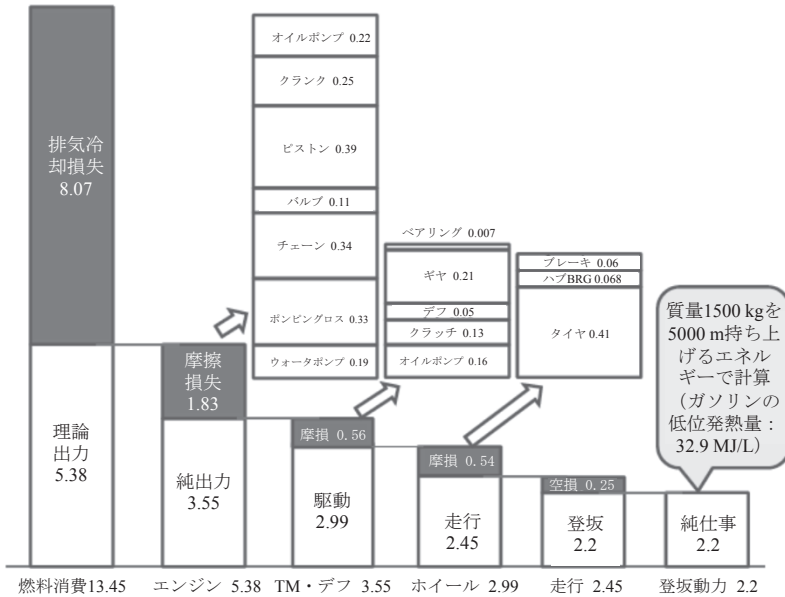 オイルポンプ 0.22
クランク 0.25
ピストン 0.39
バルブ 0.11
チェーン 0.34
ポンピングロス 0.33
ウォータポンプ 0.19
ベアリング 0.007
ギヤ 0.21
デフ 0.05
クラッチ 0.13
オイルポンプ 0.16
ブレーキ 0.06
ハブBRG 0.068
タイヤ 0.41
質量1500 kgを
5000 m持ち上
げるエネル
ギーで計算
(ガソリンの
低位発熱量:
32.9 MJ/L)
排気冷
却損失
8.07
理論
出力
5.38
摩擦
損失
1.83
純出力
3.55
摩損 0.56
駆動
2.99
摩損 0.54
走行
2.45
空損 0.25
登坂
2.2
純仕事
2.2
燃料消費13.45
エンジン 5.38
TM・デフ 3.55
ホイール 2.99
走行 2.45
登坂動力 2.2